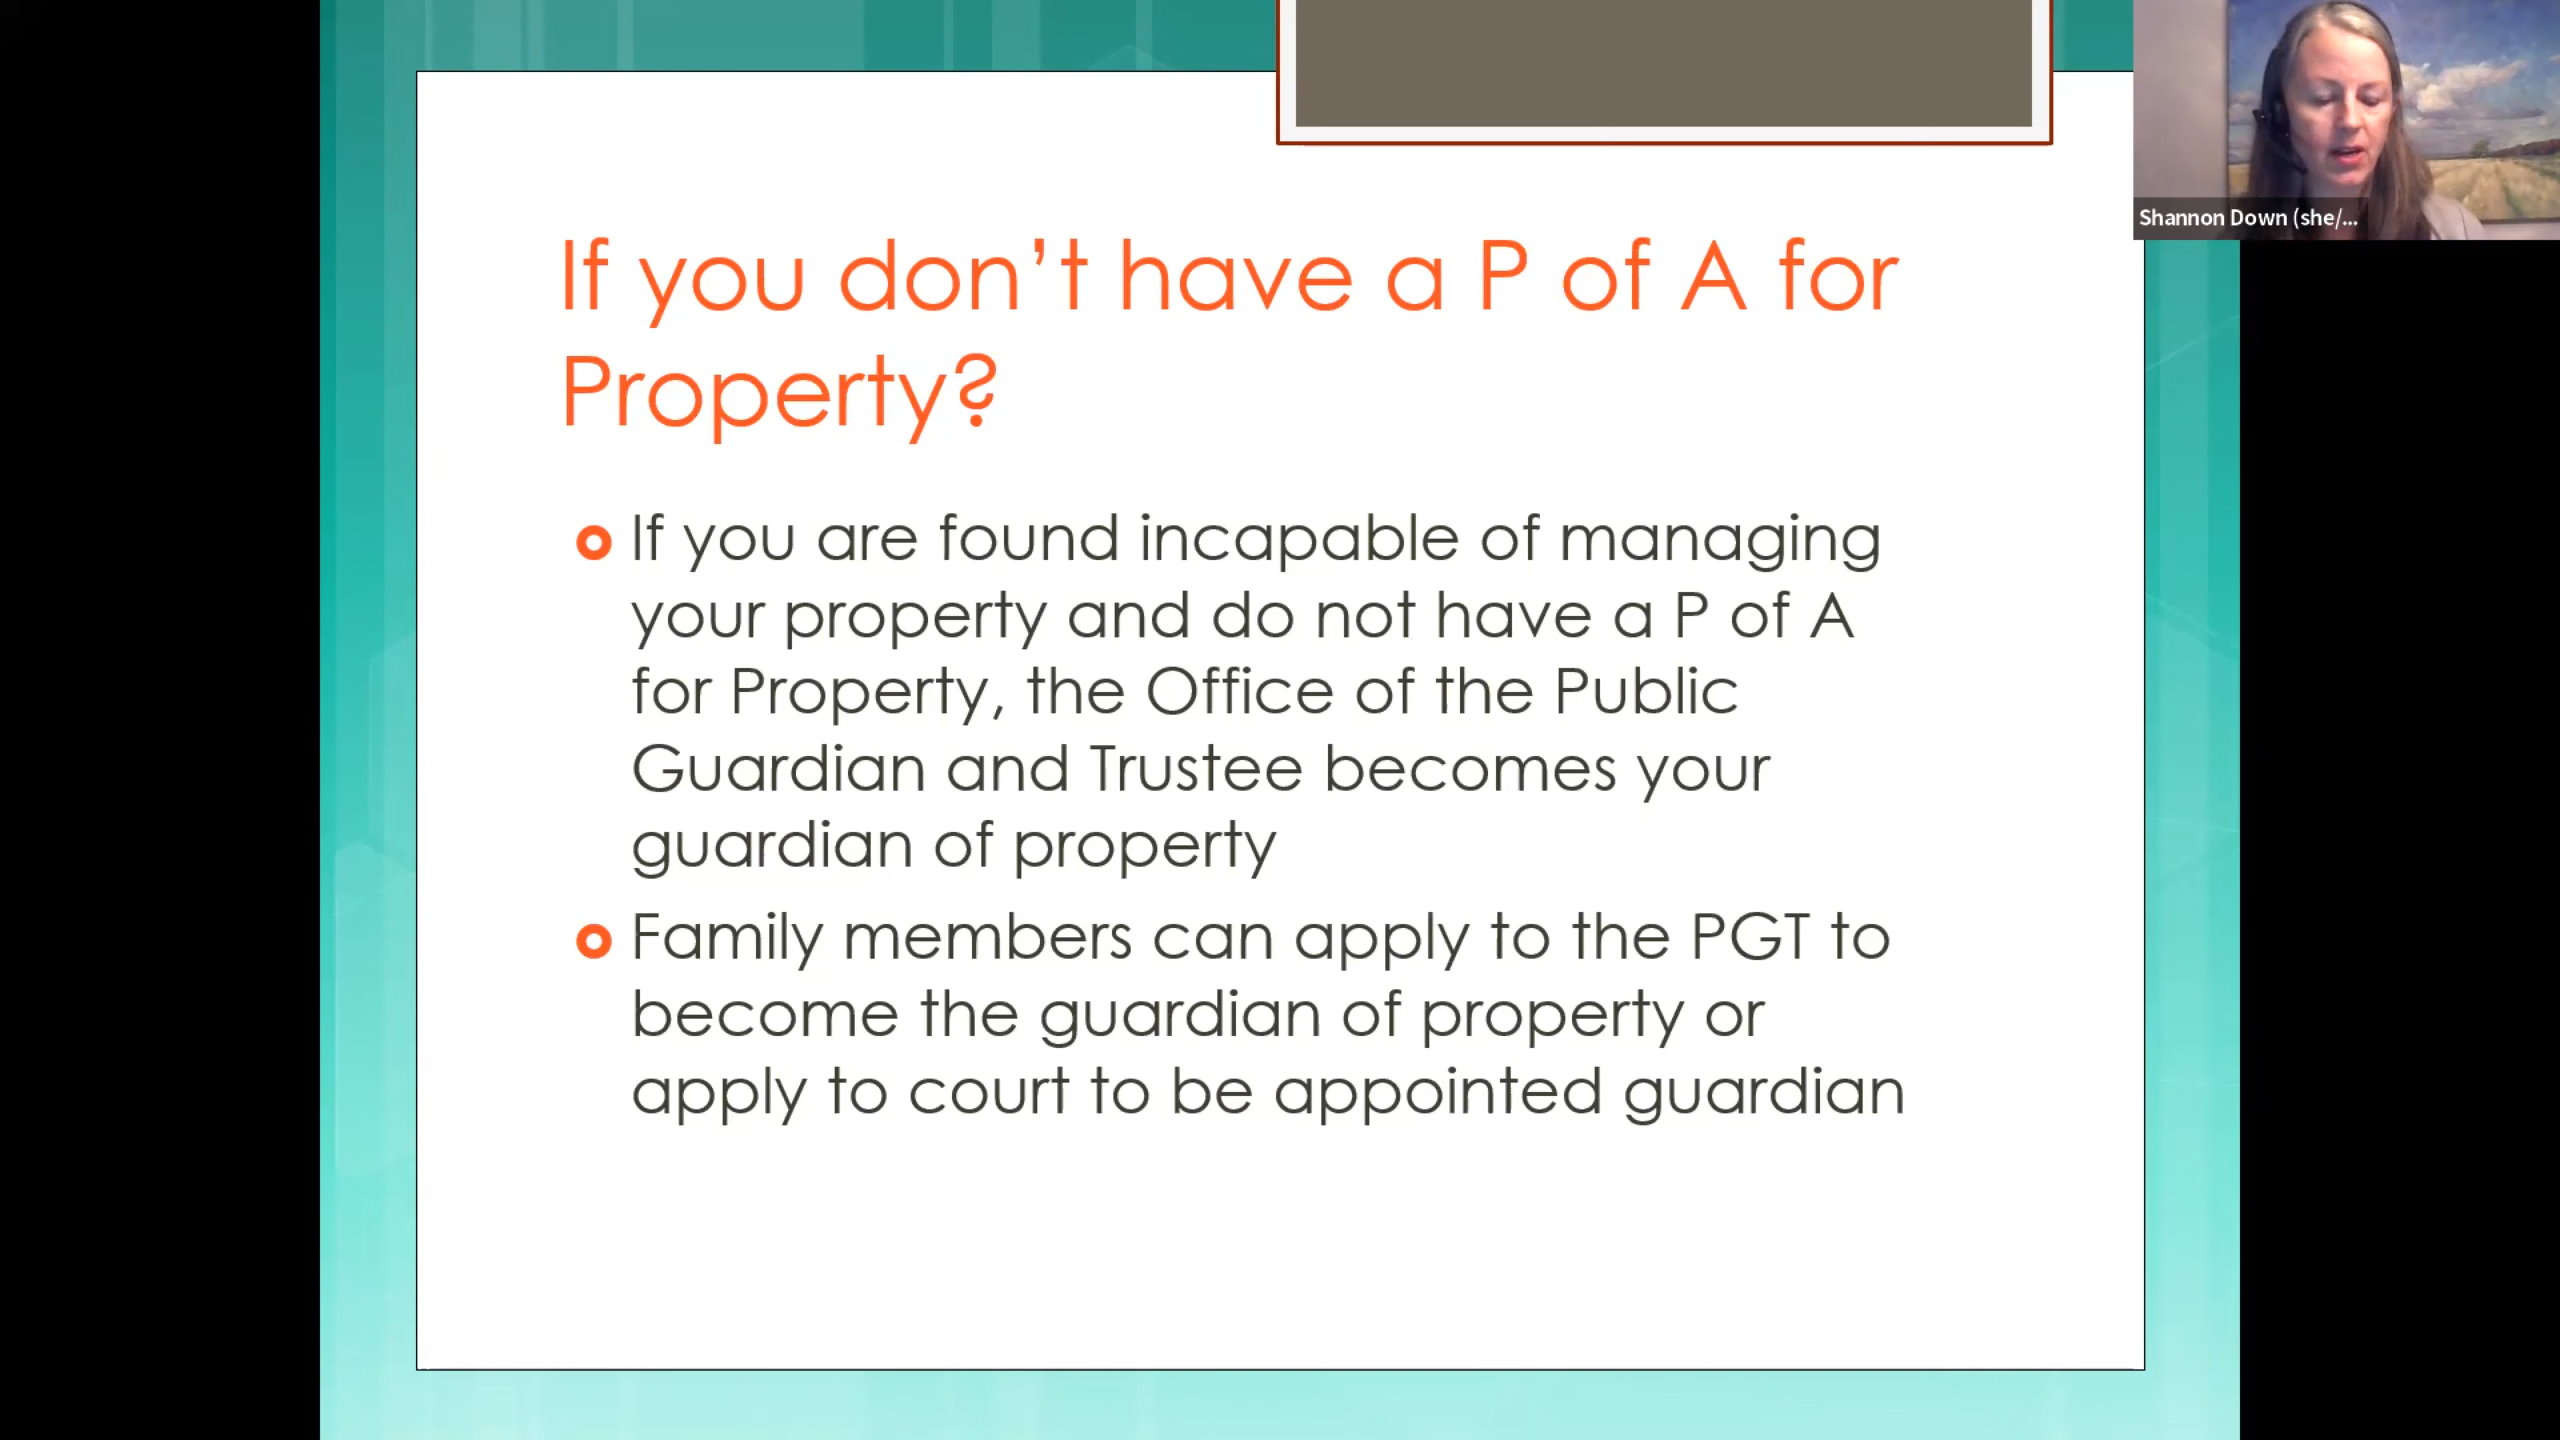 If you don't have a P of A for
Property?
If you are found incapable of managing
your property and do not have a P of A
for Property, the Office of the Public
Guardian and Trustee becomes your
guardian of property
Family members can apply to the PGT to
become the guardian of property or
apply to court to be appointed guardian
Shannon Down (she/...